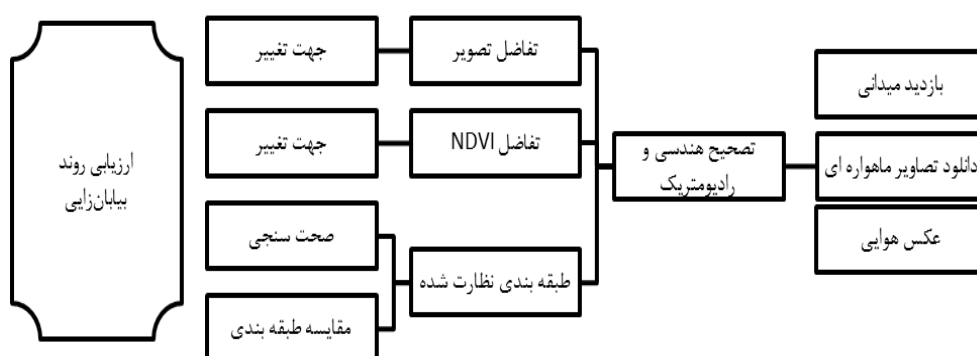 بازدید میدانی
دانلود تصاویر ماهواره ای
عکس هوایی
تصحیح هندسی و
رادیومتریک
تفاضل تصویر
جهت تغییر
تفاضل NDVI
جهت تغییر
طبقه بندی نظارت شده
صحت سنجی
مقایسه طبقه بندی
ارزیابی روند
بیابان‌زایی